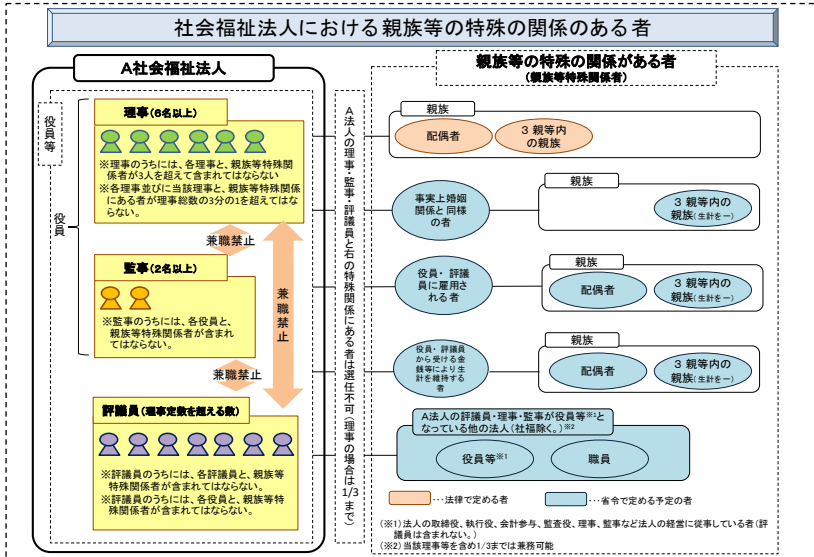 社会福祉法人における親族等の特殊の関係のある者
A社会福祉法人
役員等
役員
理事(6名以上)
※理事のうちには、各理事と、親族等特殊関
係者が3人を超えて含まれてはならない
※各理事並びに当該理事と、親族等特殊関係
にある者が理事総数の3分の1を超えてはな
らない。
兼職禁止
監事(2名以上)
※監事のうちには、各役員と、
親族等特殊関係者が含まれ
てはならない。
兼職禁止
兼職禁止
評議員(理事定数を超える数)
※評議員のうちには、各評議員と、親族等
特殊関係者が含まれてはならない。
※評議員のうちには、各役員と、親族等特
殊関係者が含まれてはならない。
A法人の理事・監事・評議員と右の特殊関係にある者は選任不可(理事の場合は1/3まで)
親族等の特殊の関係がある者
(親族等特殊関係者)
親族
配偶者
3 親等内
の親族
事実上婚姻
関係と同様
の者
親族
3 親等内の
親族(生計を一)
役員・ 評議
員に雇用さ
れる者
親族
配偶者
3 親等内の
親族(生計を一)
役員・ 評議員
から受ける金
銭等により生
計を維持する
者
親族
配偶者
3 親等内の
親族(生計を一)
A法人の評議員・理事・監事が役員等※1と
なっている他の法人(社福除く。)※2
役員等※1
職員
…法律で定める者
…省令で定める予定の者
(※1)法人の取締役、執行役、会計参与、監査役、理事、監事など法人の経営に従事している者(評
議員は含まれない。)
(※2)当該理事等を含め1/3までは兼務可能